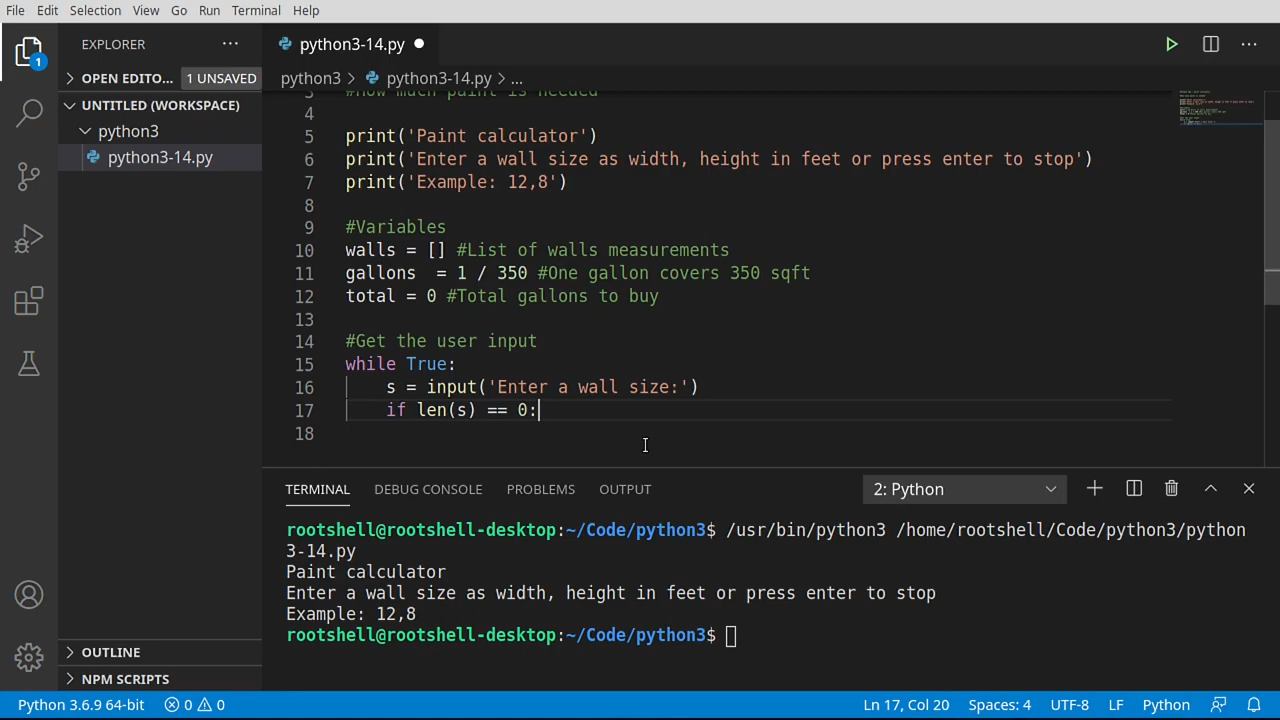 File Edit Selection View Go Run Terminal Help
EXPLORER
OPEN EDITO... 1 UNSAVED
UNTITLED (WORKSPACE)
python3
python3-14.py
OUTLINE
NPM SCRIPTS
1
python3-14.py
python3 > python3-14.py > ...
3 #How much paint is needed
4
5 print('Paint calculator')
6 print('Enter a wall size as width, height in feet or press enter to stop')
7 print('Example: 12,8')
8
9 #Variables
10 walls = [] #List of walls measurements
11 gallons  = 1 / 350 #One gallon covers 350 sqft
12 total = 0 #Total gallons to buy
13
14 #Get the user input
15 while True:
16     s = input('Enter a wall size:')
17     if len(s) == 0:
18
TERMINAL DEBUG CONSOLE PROBLEMS OUTPUT 2: Python
rootshell@rootshell-desktop:~/Code/python3$ /usr/bin/python3 /home/rootshell/Code/python3/python
3-14.py
Paint calculator
Enter a wall size as width, height in feet or press enter to stop
Example: 12,8
rootshell@rootshell-desktop:~/Code/python3$
Python 3.6.9 64-bit 0 0 Ln 17, Col 20 Spaces: 4 UTF-8 LF Python